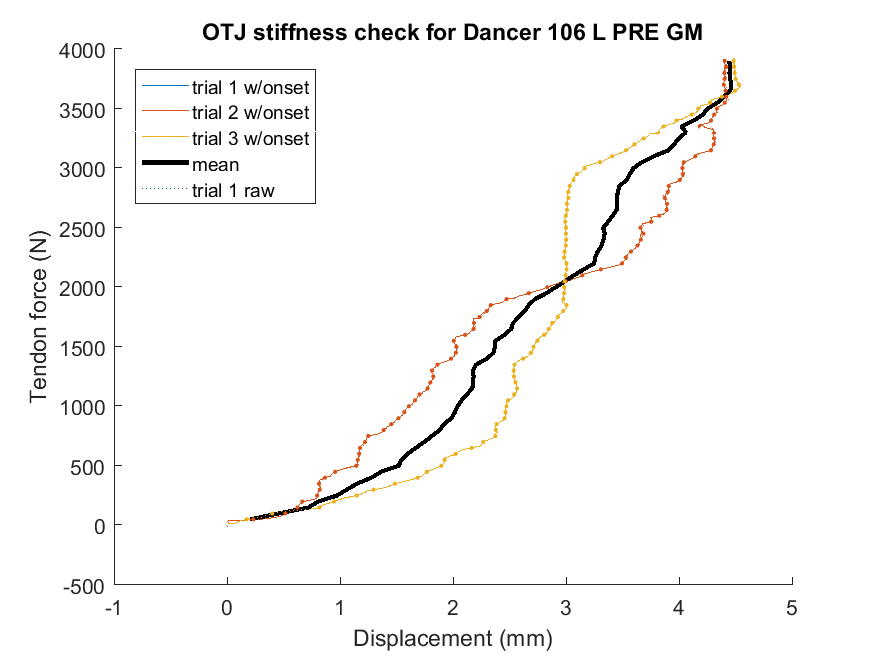 OTJ stiffness check for Dancer 106 L PRE GM
4000
3500
3000
2500
2000
1500
1000
500
0
-500
Tendon force (N)
trial 1 w/onset
trial 2 w/onset
trial 3 w/onset
mean
trial 1 raw
-1 0 1 2 3 4 5
Displacement (mm)